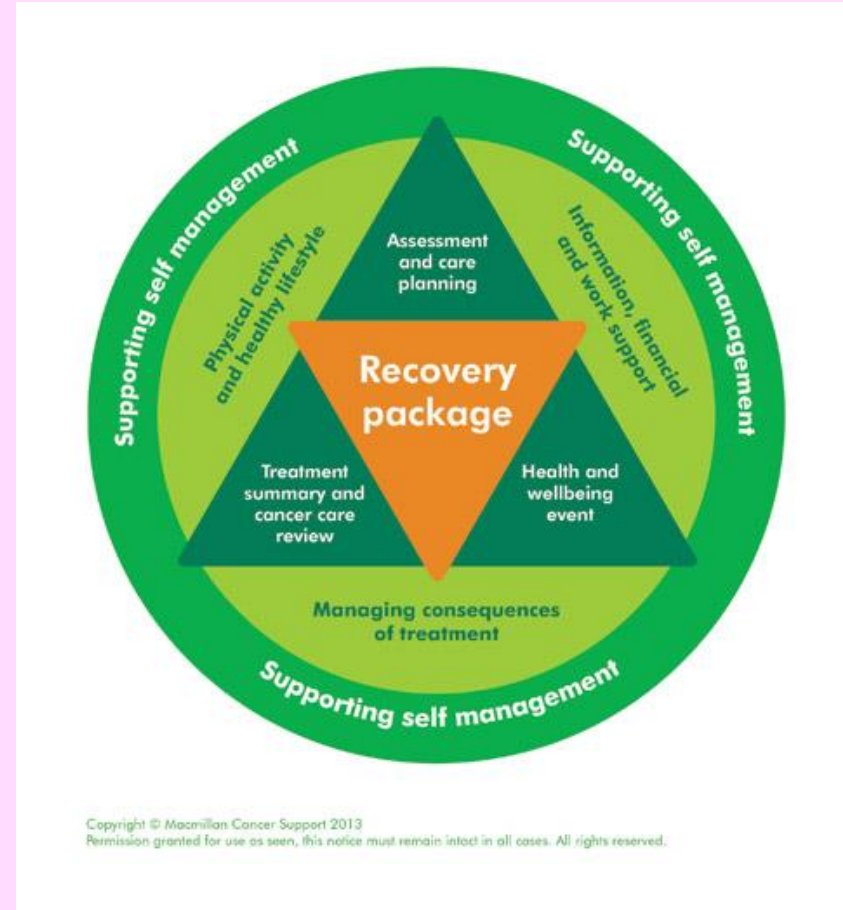 Supporting self management
Supporting self management
Physical activity
and healthy lifestyle
Information, financial
and work support
Assessment
and care
planning
Recovery
package
Treatment
summary and
cancer care
review
Health and
wellbeing
event
Managing consequences
of treatment
Supporting self management
Copyright © Macmillan Cancer Support 2013
Permission granted for use as seen, this notice must remain intact in all cases. All rights reserved.